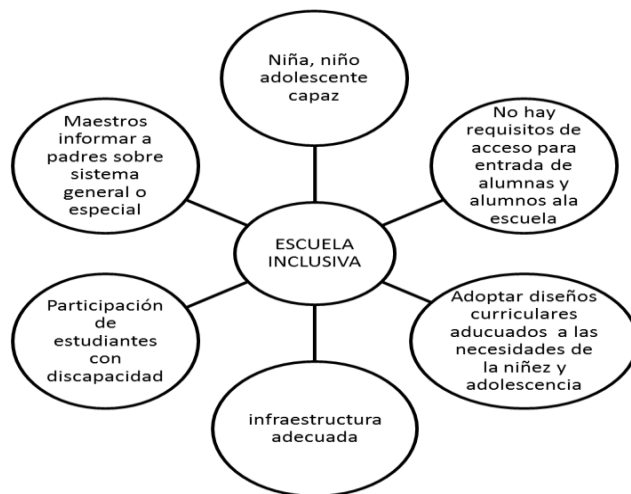 Niña, niño
adolescente
capaz
No hay
requisitos de
acceso para
entrada de
alumnas y
alumnos ala
escuela
Maestros
informar a
padres sobre
sistema
general o
especial
ESCUELA
INCLUSIVA
Participación
de
estudiantes
con
discapacidad
Adoptar diseños
curriculares
aducuados a las
necesidades de
la niñez y
adolescencia
infraestructura
adecuada